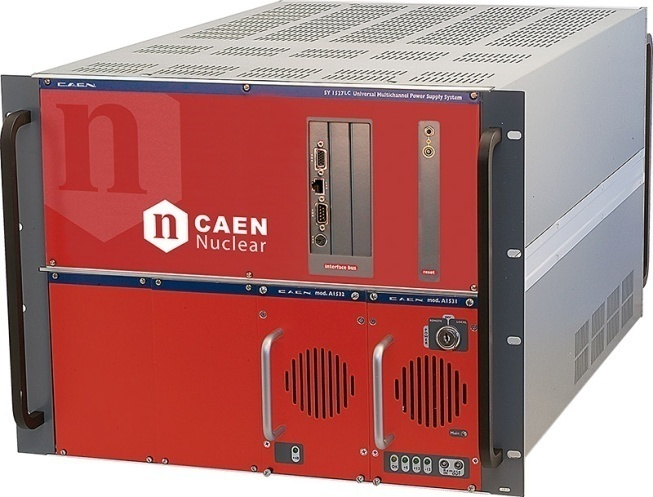 CAEN
SY 1527LC Universal Multichannel Power Supply System
n
n CAEN
Nuclear
interface bus
reset
CAEN mod. A1532
CAEN mod. A1531
Main